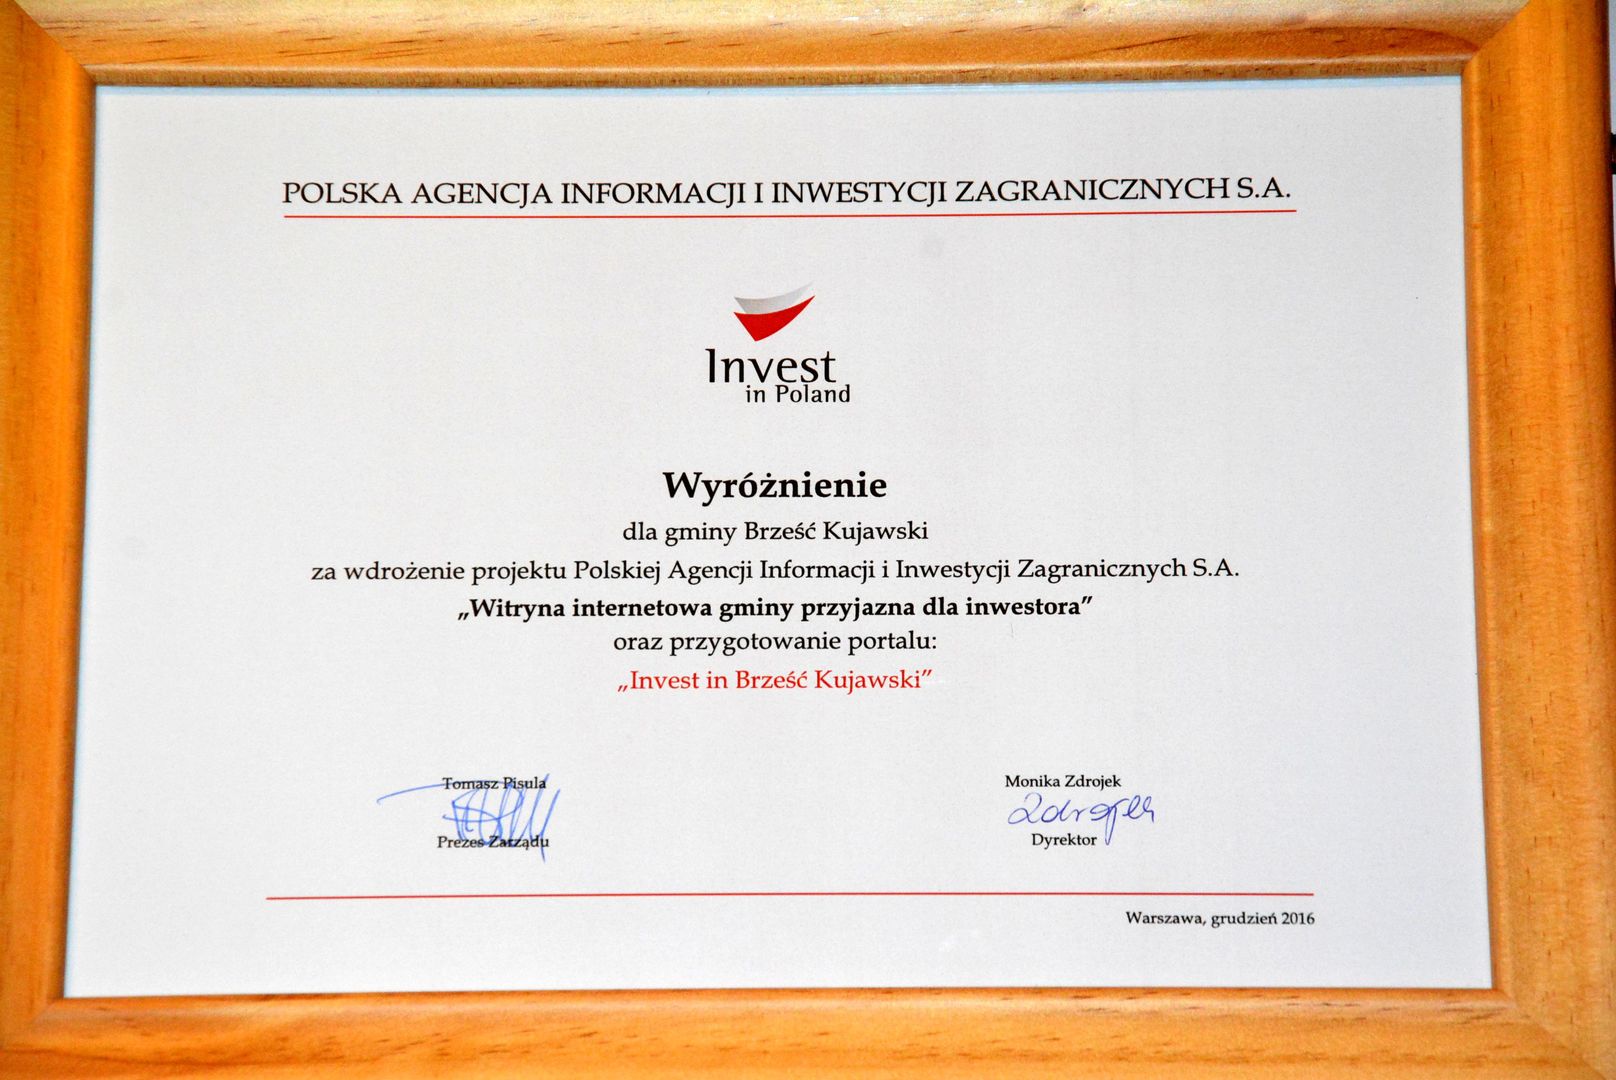 POLSKA AGENCJA INFORMACJI I INWESTYCJI ZAGRANICZNYCH S.A.
Invest
in Poland
Wyróżnienie
dla gminy Brześć Kujawski
za wdrożenie projektu Polskiej Agencji Informacji i Inwestycji Zagranicznych S.A.
„Witryna internetowa gminy przyjazna dla inwestora”
oraz przygotowanie portalu:
„Invest in Brześć Kujawski”
Tomasz Pisula
Prezes Zarządu
Monika Zdrojek
Zdrojek
Dyrektor
Warszawa, grudzień 2016